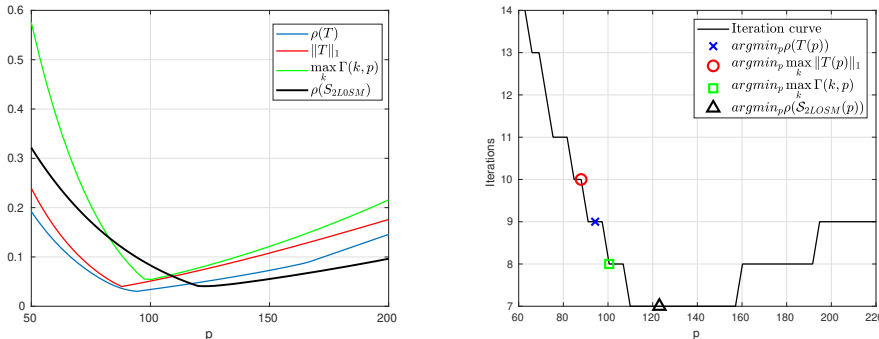 0.6
0.5
0.4
0.3
0.2
0.1
0
50
100
150
200
p
ρ(T)
‖T‖₁
max Γ(k, p)
k
ρ(S₂L0SM)
14
13
12
11
10
9
8
7
60
80
100
120
140
160
180
200
220
Iterations
p
Iteration curve
argminₚρ(T(p))
argminₚ max ‖T(p)‖₁
k
argminₚ max Γ(k, p)
k
argminₚρ(𝒮₂LOSM(p))